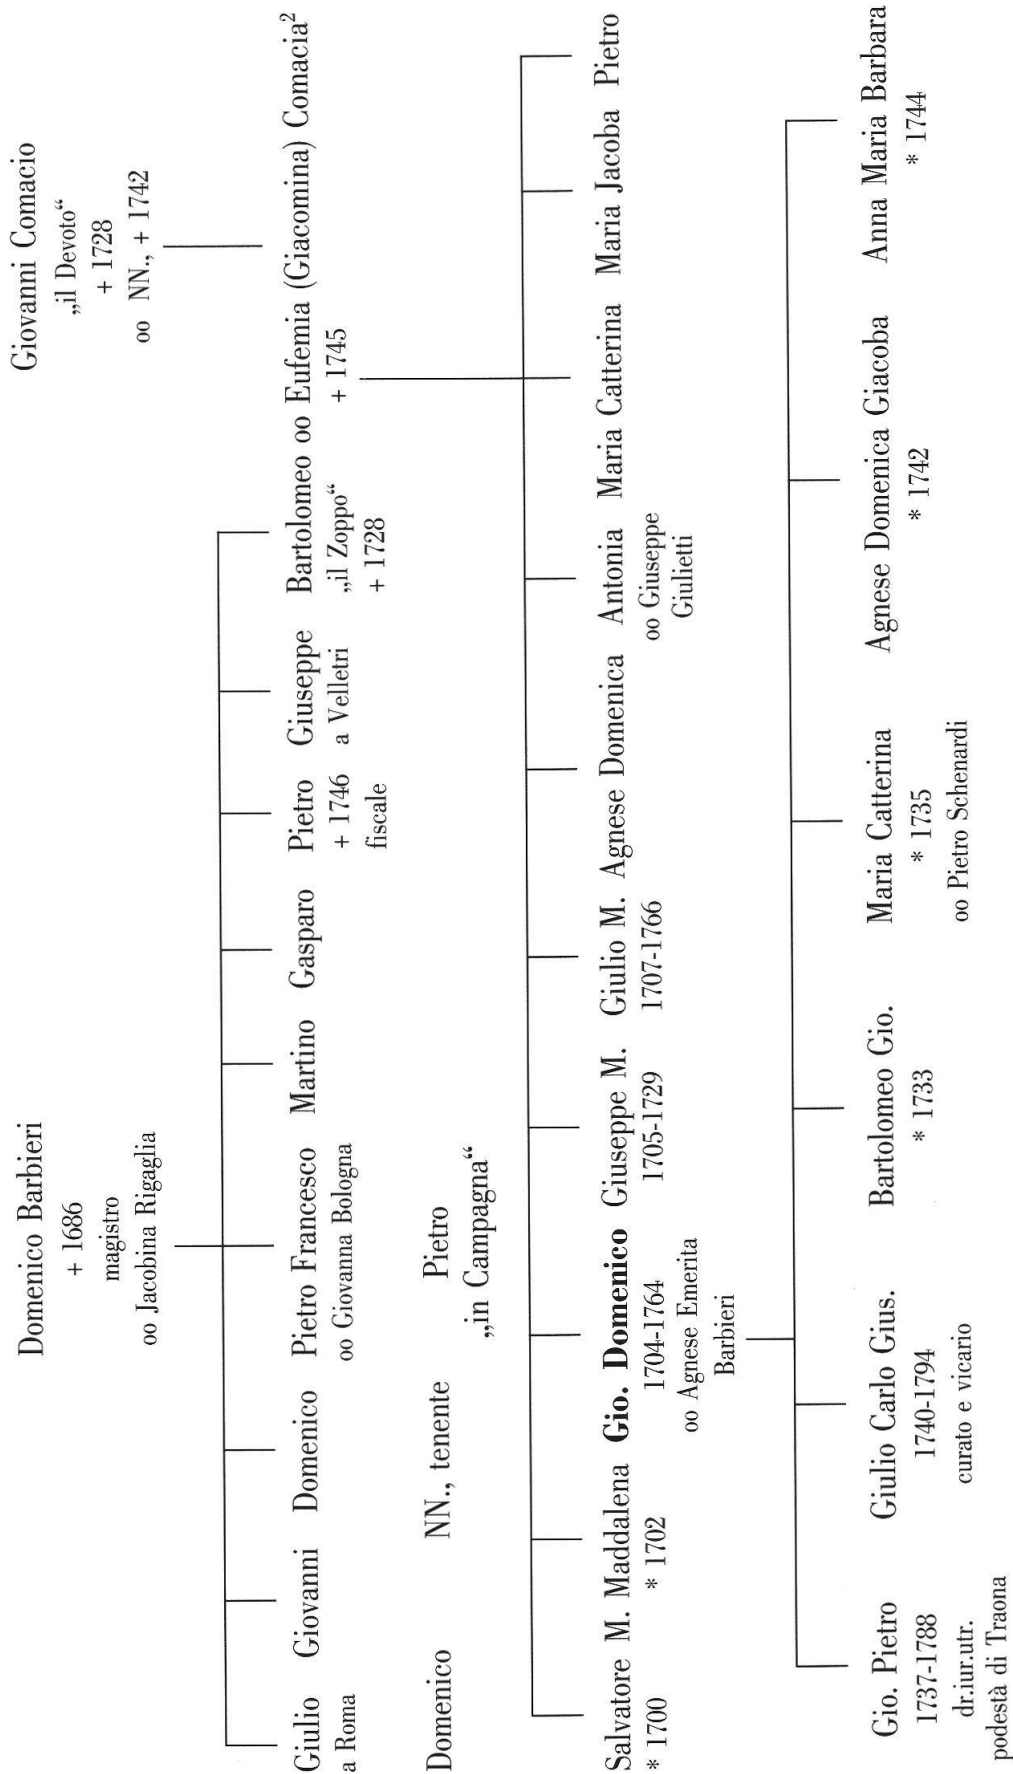 Domenico Barbieri
+ 1686
magistro
oo Jacobina Rigaglia
Giovanni Comacio
„il Devoto“
+ 1728
oo NN., + 1742
Giulio
a Roma
Giovanni
Domenico
Pietro Francesco
oo Giovanna Bologna
Martino
Gasparo
Pietro
+ 1746
fiscale
Giuseppe
a Velletri
Bartolomeo oo Eufemia (Giacomina) Comacia²
„il Zoppo“
+ 1728
+ 1745
Domenico
NN., tenente
Pietro
„in Campagna“
Salvatore
* 1700
M. Maddalena
* 1702
Gio. Domenico
1704-1764
oo Agnese Emerita
Barbieri
Giuseppe M.
1705-1729
Giulio M.
1707-1766
Agnese Domenica
Antonia
oo Giuseppe
Giulietti
Maria Catterina
Maria Jacoba
Pietro
Gio. Pietro
1737-1788
dr.iur.utr.
podestà di Traona
Giulio Carlo Gius.
1740-1794
curato e vicario
Bartolomeo Gio.
* 1733
Maria Catterina
* 1735
oo Pietro Schenardi
Agnese Domenica Giacoba
* 1742
Anna Maria Barbara
* 1744